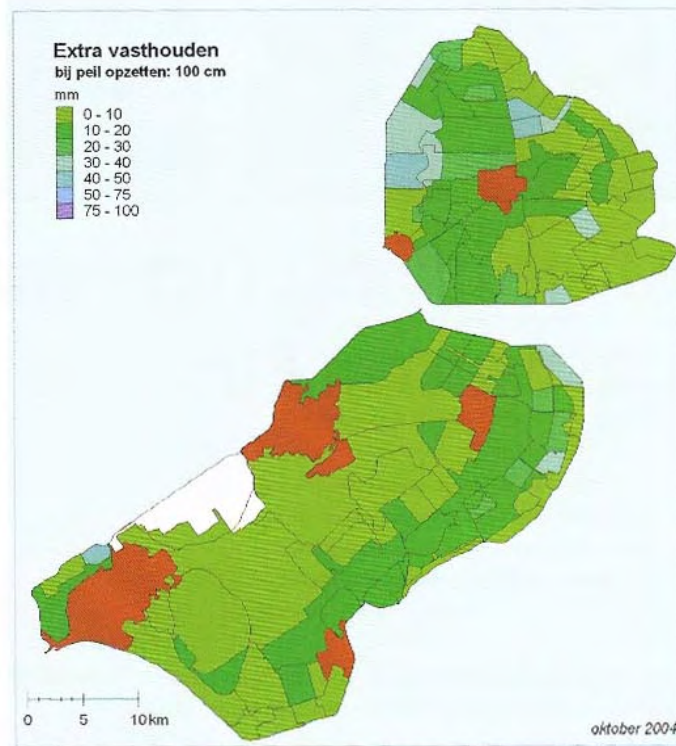 Extra vasthouden
bij peil opzetten: 100 cm
mm
0 - 10
10 - 20
20 - 30
30 - 40
40 - 50
50 - 75
75 - 100
0 5 10km
oktober 2004